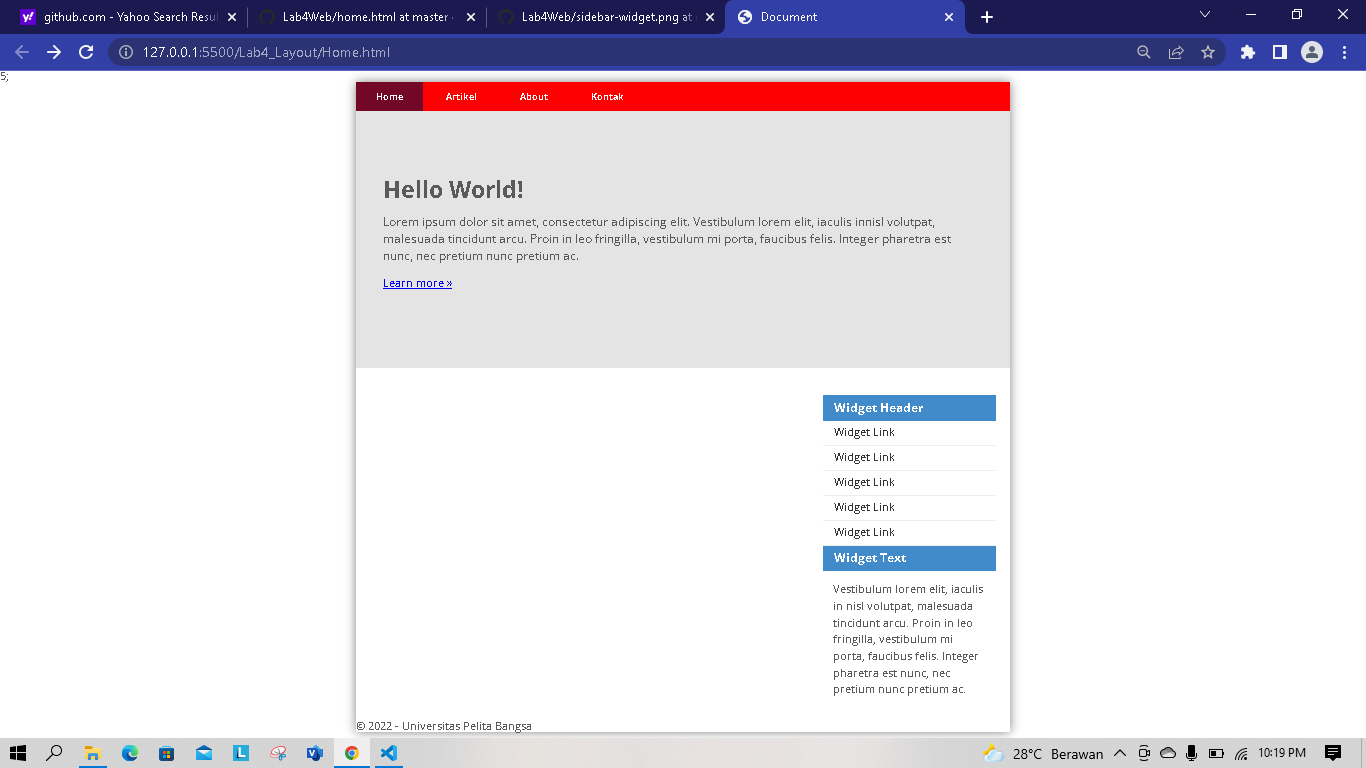 github.com - Yahoo Search Resul
Lab4Web/home.html at master
Lab4Web/sidebar-widget.png at
Document
127.0.0.1:5500/Lab4_Layout/Home.html
5;
Home
Artikel
About
Kontak
Hello World!
Lorem ipsum dolor sit amet, consectetur adipiscing elit. Vestibulum lorem elit, iaculis innisl volutpat,
malesuada tincidunt arcu. Proin in leo fringilla, vestibulum mi porta, faucibus felis. Integer pharetra est
nunc, nec pretium nunc pretium ac.
Learn more »
Widget Header
Widget Link
Widget Link
Widget Link
Widget Link
Widget Link
Widget Text
Vestibulum lorem elit, iaculis
in nisl volutpat, malesuada
tincidunt arcu. Proin in leo
fringilla, vestibulum mi
porta, faucibus felis. Integer
pharetra est nunc, nec
pretium nunc pretium ac.
© 2022 - Universitas Pelita Bangsa
28°C Berawan
10:19 PM